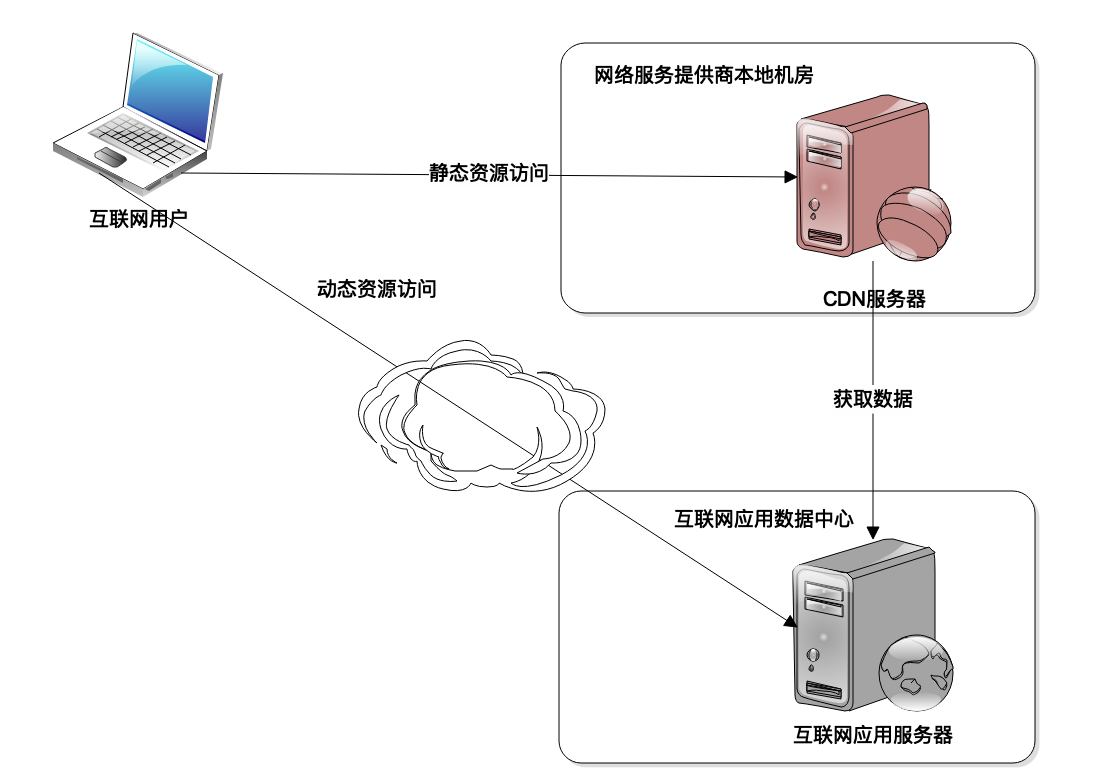 网络服务提供商本地机房
静态资源访问
互联网用户
动态资源访问
CDN服务器
获取数据
互联网应用数据中心
互联网应用服务器